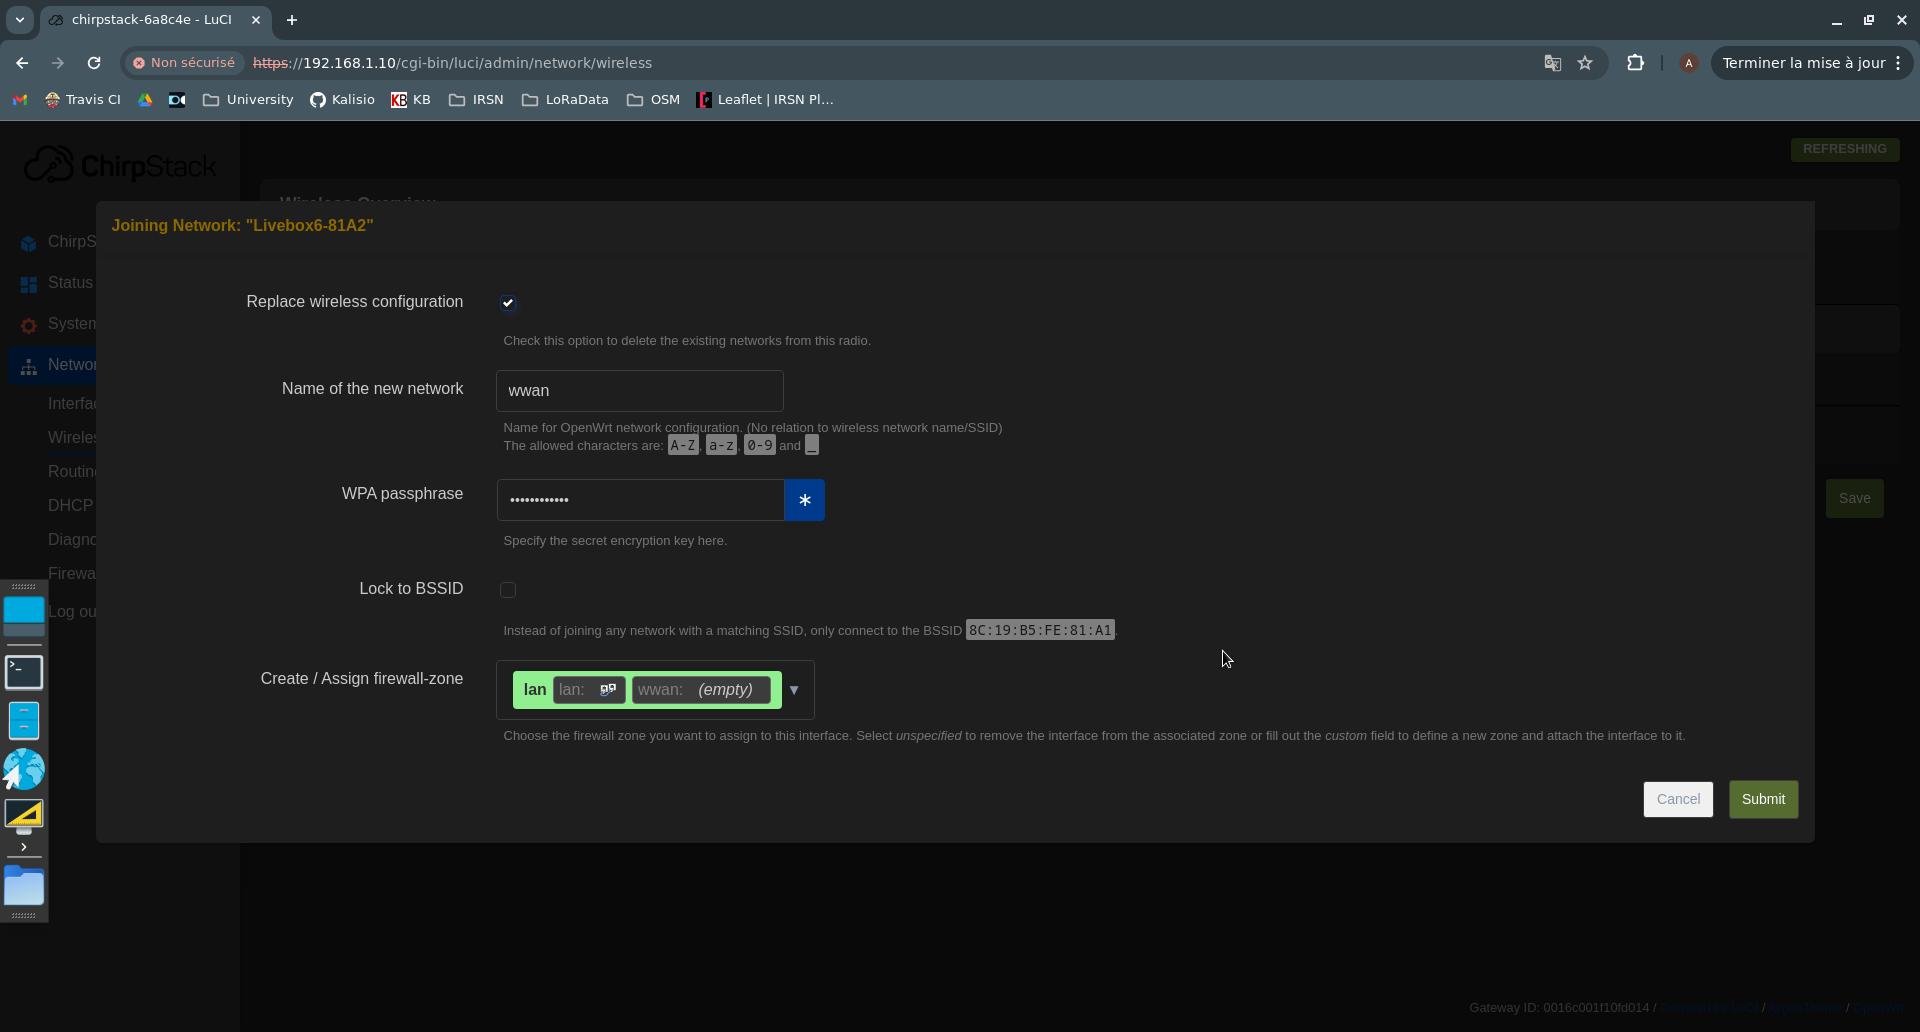 chirpstack-6a8c4e - LuCI
Non sécurisé https://192.168.1.10/cgi-bin/luci/admin/network/wireless
A
Terminer la mise à jour
Travis CI
University
Kalisio
KB KB
IRSN
LoRaData
OSM
Leaflet | IRSN Pl...
ChirpStack
REFRESHING
Wireless Overview
Joining Network: "Livebox6-81A2"
ChirpS
Status
System
Networ
Interfac
Wireles
Routing
DHCP
Diagno
Firewa
Log ou
Replace wireless configuration
Check this option to delete the existing networks from this radio.
Name of the new network
wwan
Name for OpenWrt network configuration. (No relation to wireless network name/SSID)
The allowed characters are: A-Z, a-z, 0-9 and _
WPA passphrase
••••••••••••
*
Specify the secret encryption key here.
Save
Lock to BSSID
Instead of joining any network with a matching SSID, only connect to the BSSID 8C:19:B5:FE:81:A1.
Create / Assign firewall-zone
lan lan: wwan: (empty) ▼
Choose the firewall zone you want to assign to this interface. Select unspecified to remove the interface from the associated zone or fill out the custom field to define a new zone and attach the interface to it.
Cancel
Submit
Gateway ID: 0016c001f10fd014 /